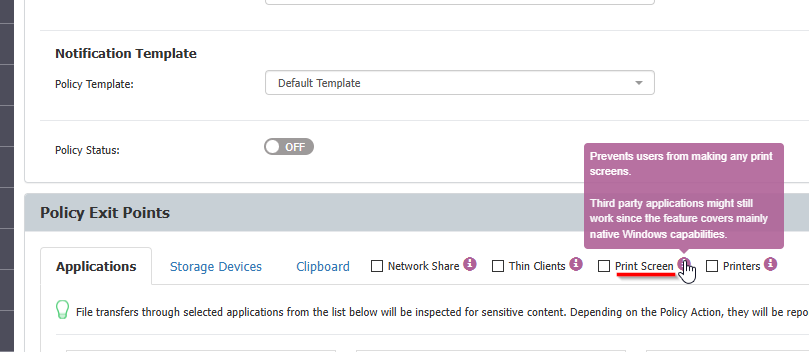 Notification Template
Policy Template:
Default Template
Policy Status:
OFF
Prevents users from making any print
screens.
Third party applications might still
work since the feature covers mainly
native Windows capabilities.
Policy Exit Points
Applications
Storage Devices
Clipboard
Network Share
Thin Clients
Print Screen
Printers
File transfers through selected applications from the list below will be inspected for sensitive content. Depending on the Policy Action, they will be repo